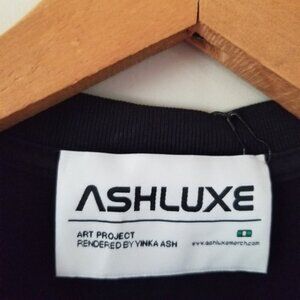 ASHLUXE
ART PROJECT
RENDERED BY YINKA ASH
www.ashluxemerch.com